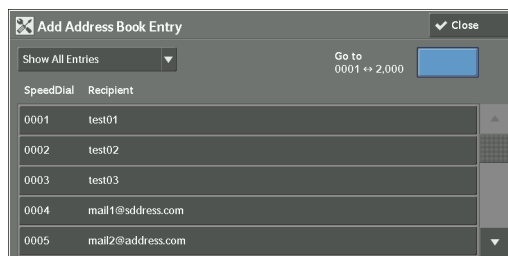 Add Address Book Entry
Close
Show All Entries
Go to
0001 ↔ 2,000
SpeedDial Recipient
0001 test01
0002 test02
0003 test03
0004 mail1@sddress.com
0005 mail2@address.com